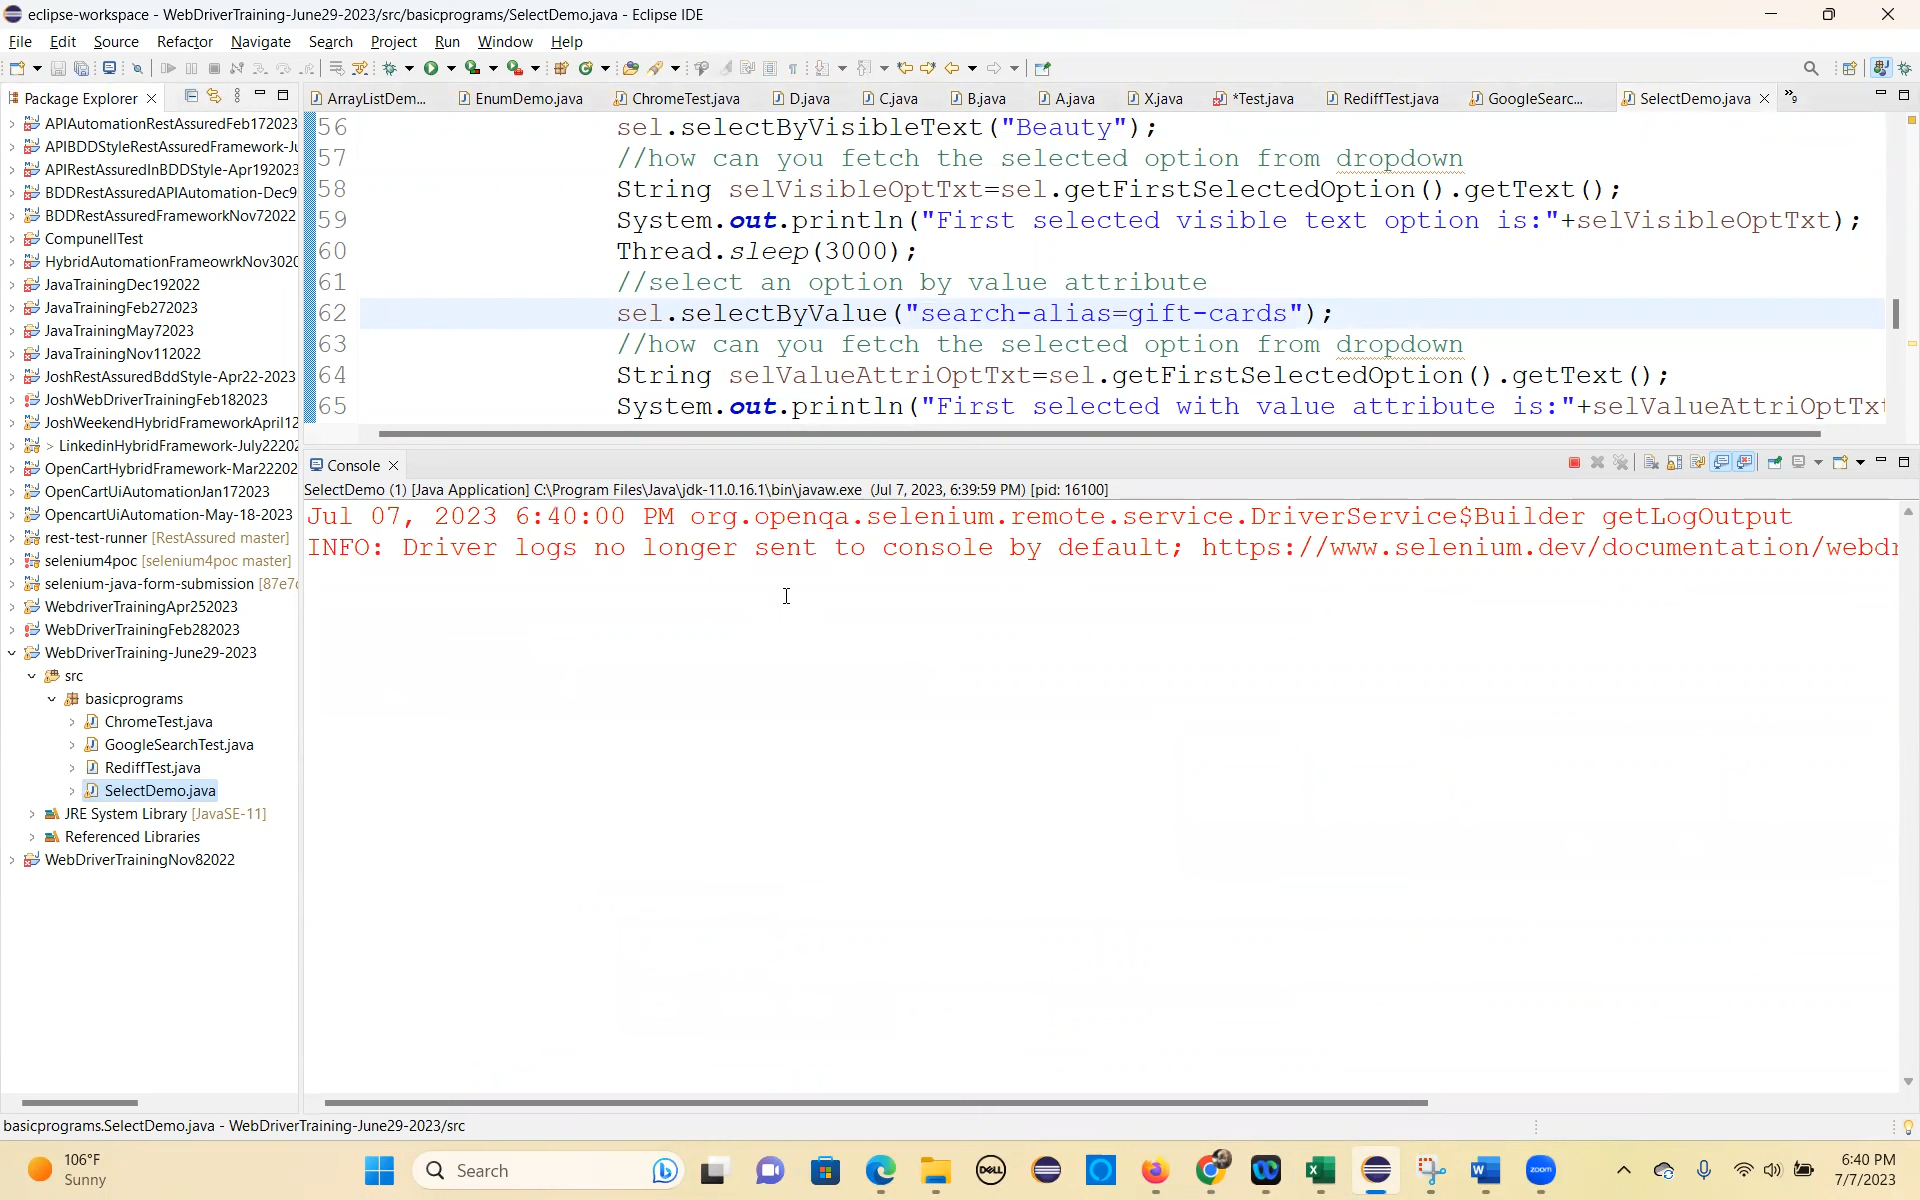 eclipse-workspace - WebDriverTraining-June29-2023/src/basicprograms/SelectDemo.java - Eclipse IDE
File Edit Source Refactor Navigate Search Project Run Window Help
Package Explorer
ArrayListDem... EnumDemo.java ChromeTest.java D.java C.java B.java A.java X.java *Test.java RediffTest.java GoogleSearc... SelectDemo.java 9
APIAutomationRestAssuredFeb172023
APIBDDStyleRestAssuredFramework-Ju
APIRestAssuredInBDDStyle-Apr192023
BDDRestAssuredAPIAutomation-Dec9
BDDRestAssuredFrameworkNov72022
CompunellTest
HybridAutomationFrameowrkNov3020
JavaTrainingDec192022
JavaTrainingFeb272023
JavaTrainingMay72023
JavaTrainingNov112022
JoshRestAssuredBddStyle-Apr22-2023
JoshWebDriverTrainingFeb182023
JoshWeekendHybridFrameworkApril12
> LinkedinHybridFramework-July2220
OpenCartHybridFramework-Mar22202
OpenCartUiAutomationJan172023
OpencartUiAutomation-May-18-2023
rest-test-runner [RestAssured master]
selenium4poc [selenium4poc master]
selenium-java-form-submission [87e7
WebdriverTrainingApr252023
WebDriverTrainingFeb282023
WebDriverTraining-June29-2023
src
basicprograms
ChromeTest.java
GoogleSearchTest.java
RediffTest.java
SelectDemo.java
JRE System Library [JavaSE-11]
Referenced Libraries
WebDriverTrainingNov82022
56 sel.selectByVisibleText("Beauty");
57 //how can you fetch the selected option from dropdown
58 String selVisibleOptTxt=sel.getFirstSelectedOption().getText();
59 System.out.println("First selected visible text option is:"+selVisibleOptTxt);
60 Thread.sleep(3000);
61 //select an option by value attribute
62 sel.selectByValue("search-alias=gift-cards");
63 //how can you fetch the selected option from dropdown
64 String selValueAttriOptTxt=sel.getFirstSelectedOption().getText();
65 System.out.println("First selected with value attribute is:"+selValueAttriOptTxt
Console
SelectDemo (1) [Java Application] C:\Program Files\Java\jdk-11.0.16.1\bin\javaw.exe (Jul 7, 2023, 6:39:59 PM) [pid: 16100]
Jul 07, 2023 6:40:00 PM org.openqa.selenium.remote.service.DriverService$Builder getLogOutput
INFO: Driver logs no longer sent to console by default; https://www.selenium.dev/documentation/webdr
basicprograms.SelectDemo.java - WebDriverTraining-June29-2023/src
106°F
Sunny
Search
DELL
zoom
6:40 PM
7/7/2023